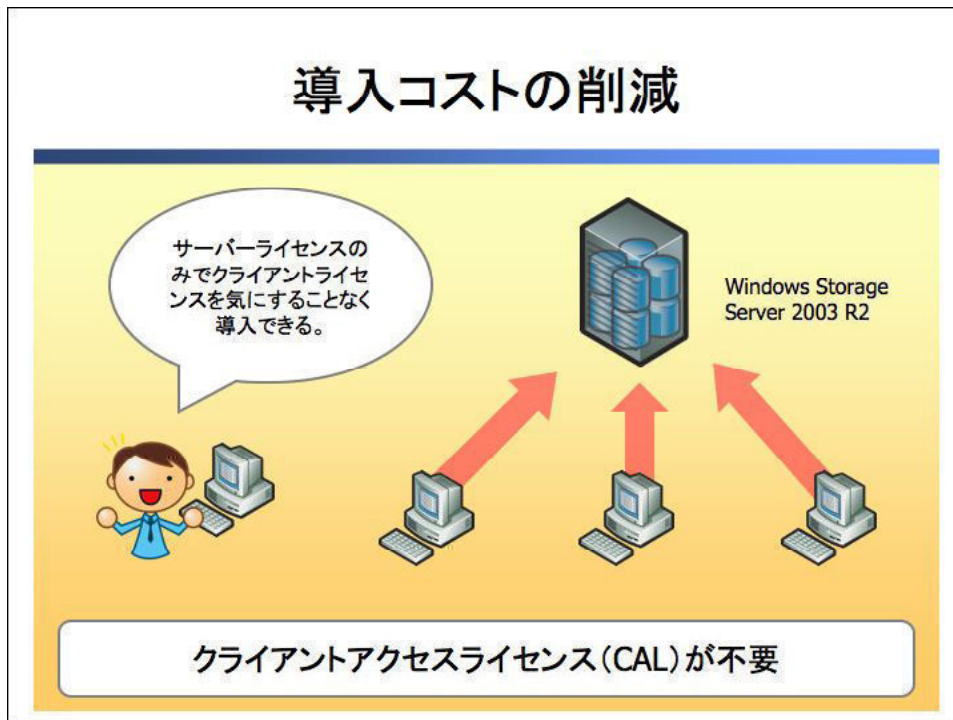 導入コストの削減
サーバーライセンスの
みでクライアントライセ
ンスを気にすることなく
導入できる。
Windows Storage
Server 2003 R2
クライアントアクセスライセンス(CAL)が不要